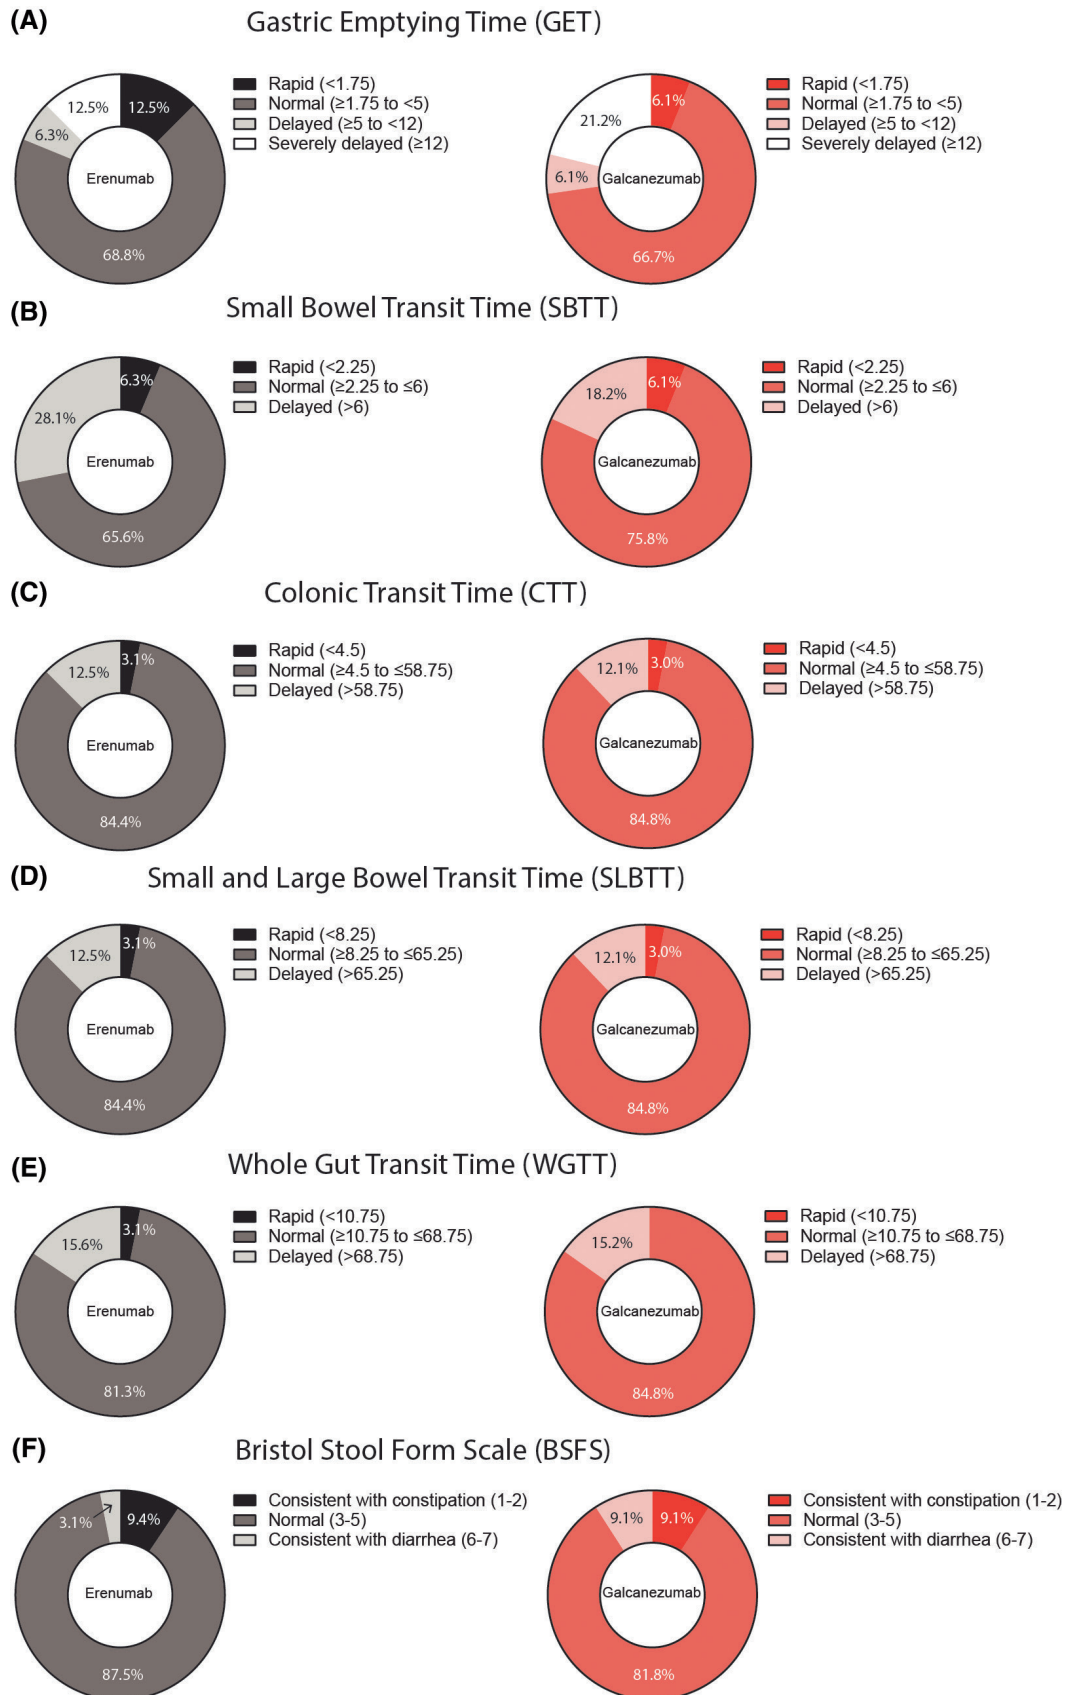 (A) Gastric Emptying Time (GET)
12.5%
12.5%
6.3%
Erenumab
68.8%
Rapid (<1.75)
Normal (≥1.75 to <5)
Delayed (≥5 to <12)
Severely delayed (≥12)
6.1%
21.2%
6.1%
Galcanezumab
66.7%
Rapid (<1.75)
Normal (≥1.75 to <5)
Delayed (≥5 to <12)
Severely delayed (≥12)
(B) Small Bowel Transit Time (SBTT)
6.3%
28.1%
Erenumab
65.6%
Rapid (<2.25)
Normal (≥2.25 to ≤6)
Delayed (>6)
6.1%
18.2%
Galcanezumab
75.8%
Rapid (<2.25)
Normal (≥2.25 to ≤6)
Delayed (>6)
(C) Colonic Transit Time (CTT)
3.1%
12.5%
Erenumab
84.4%
Rapid (<4.5)
Normal (≥4.5 to ≤58.75)
Delayed (>58.75)
3.0%
12.1%
Galcanezumab
84.8%
Rapid (<4.5)
Normal (≥4.5 to ≤58.75)
Delayed (>58.75)
(D) Small and Large Bowel Transit Time (SLBTT)
3.1%
12.5%
Erenumab
84.4%
Rapid (<8.25)
Normal (≥8.25 to ≤65.25)
Delayed (>65.25)
3.0%
12.1%
Galcanezumab
84.8%
Rapid (<8.25)
Normal (≥8.25 to ≤65.25)
Delayed (>65.25)
(E) Whole Gut Transit Time (WGTT)
3.1%
15.6%
Erenumab
81.3%
Rapid (<10.75)
Normal (≥10.75 to ≤68.75)
Delayed (>68.75)
15.2%
Galcanezumab
84.8%
Rapid (<10.75)
Normal (≥10.75 to ≤68.75)
Delayed (>68.75)
(F) Bristol Stool Form Scale (BSFS)
3.1%
9.4%
Erenumab
87.5%
Consistent with constipation (1-2)
Normal (3-5)
Consistent with diarrhea (6-7)
9.1%
9.1%
Galcanezumab
81.8%
Consistent with constipation (1-2)
Normal (3-5)
Consistent with diarrhea (6-7)